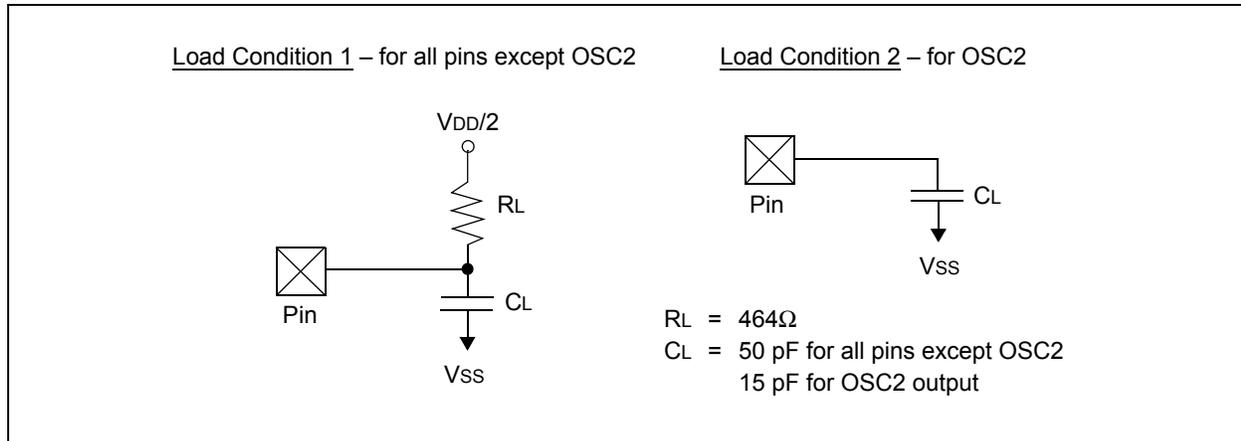 Load Condition 1 – for all pins except OSC2
VDD/2
RL
Pin
CL
VSS
Load Condition 2 – for OSC2
Pin
CL
VSS
RL = 464Ω
CL = 50 pF for all pins except OSC2
15 pF for OSC2 output